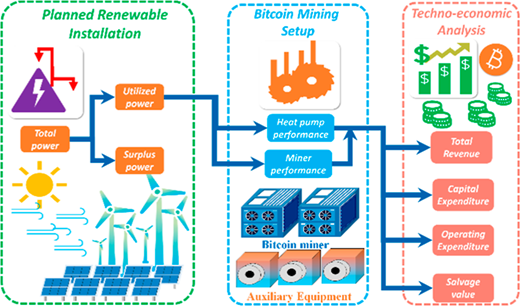 Planned Renewable
Installation
Utilized
power
Total
power
Surplus
power
Bitcoin Mining
Setup
Heat pump
performance
Miner
performance
Bitcoin miner
Auxiliary Equipment
Techno-economic
Analysis
$
$
$
$
Total
Revenue
Capital
Expenditure
Operating
Expenditure
Salvage
value